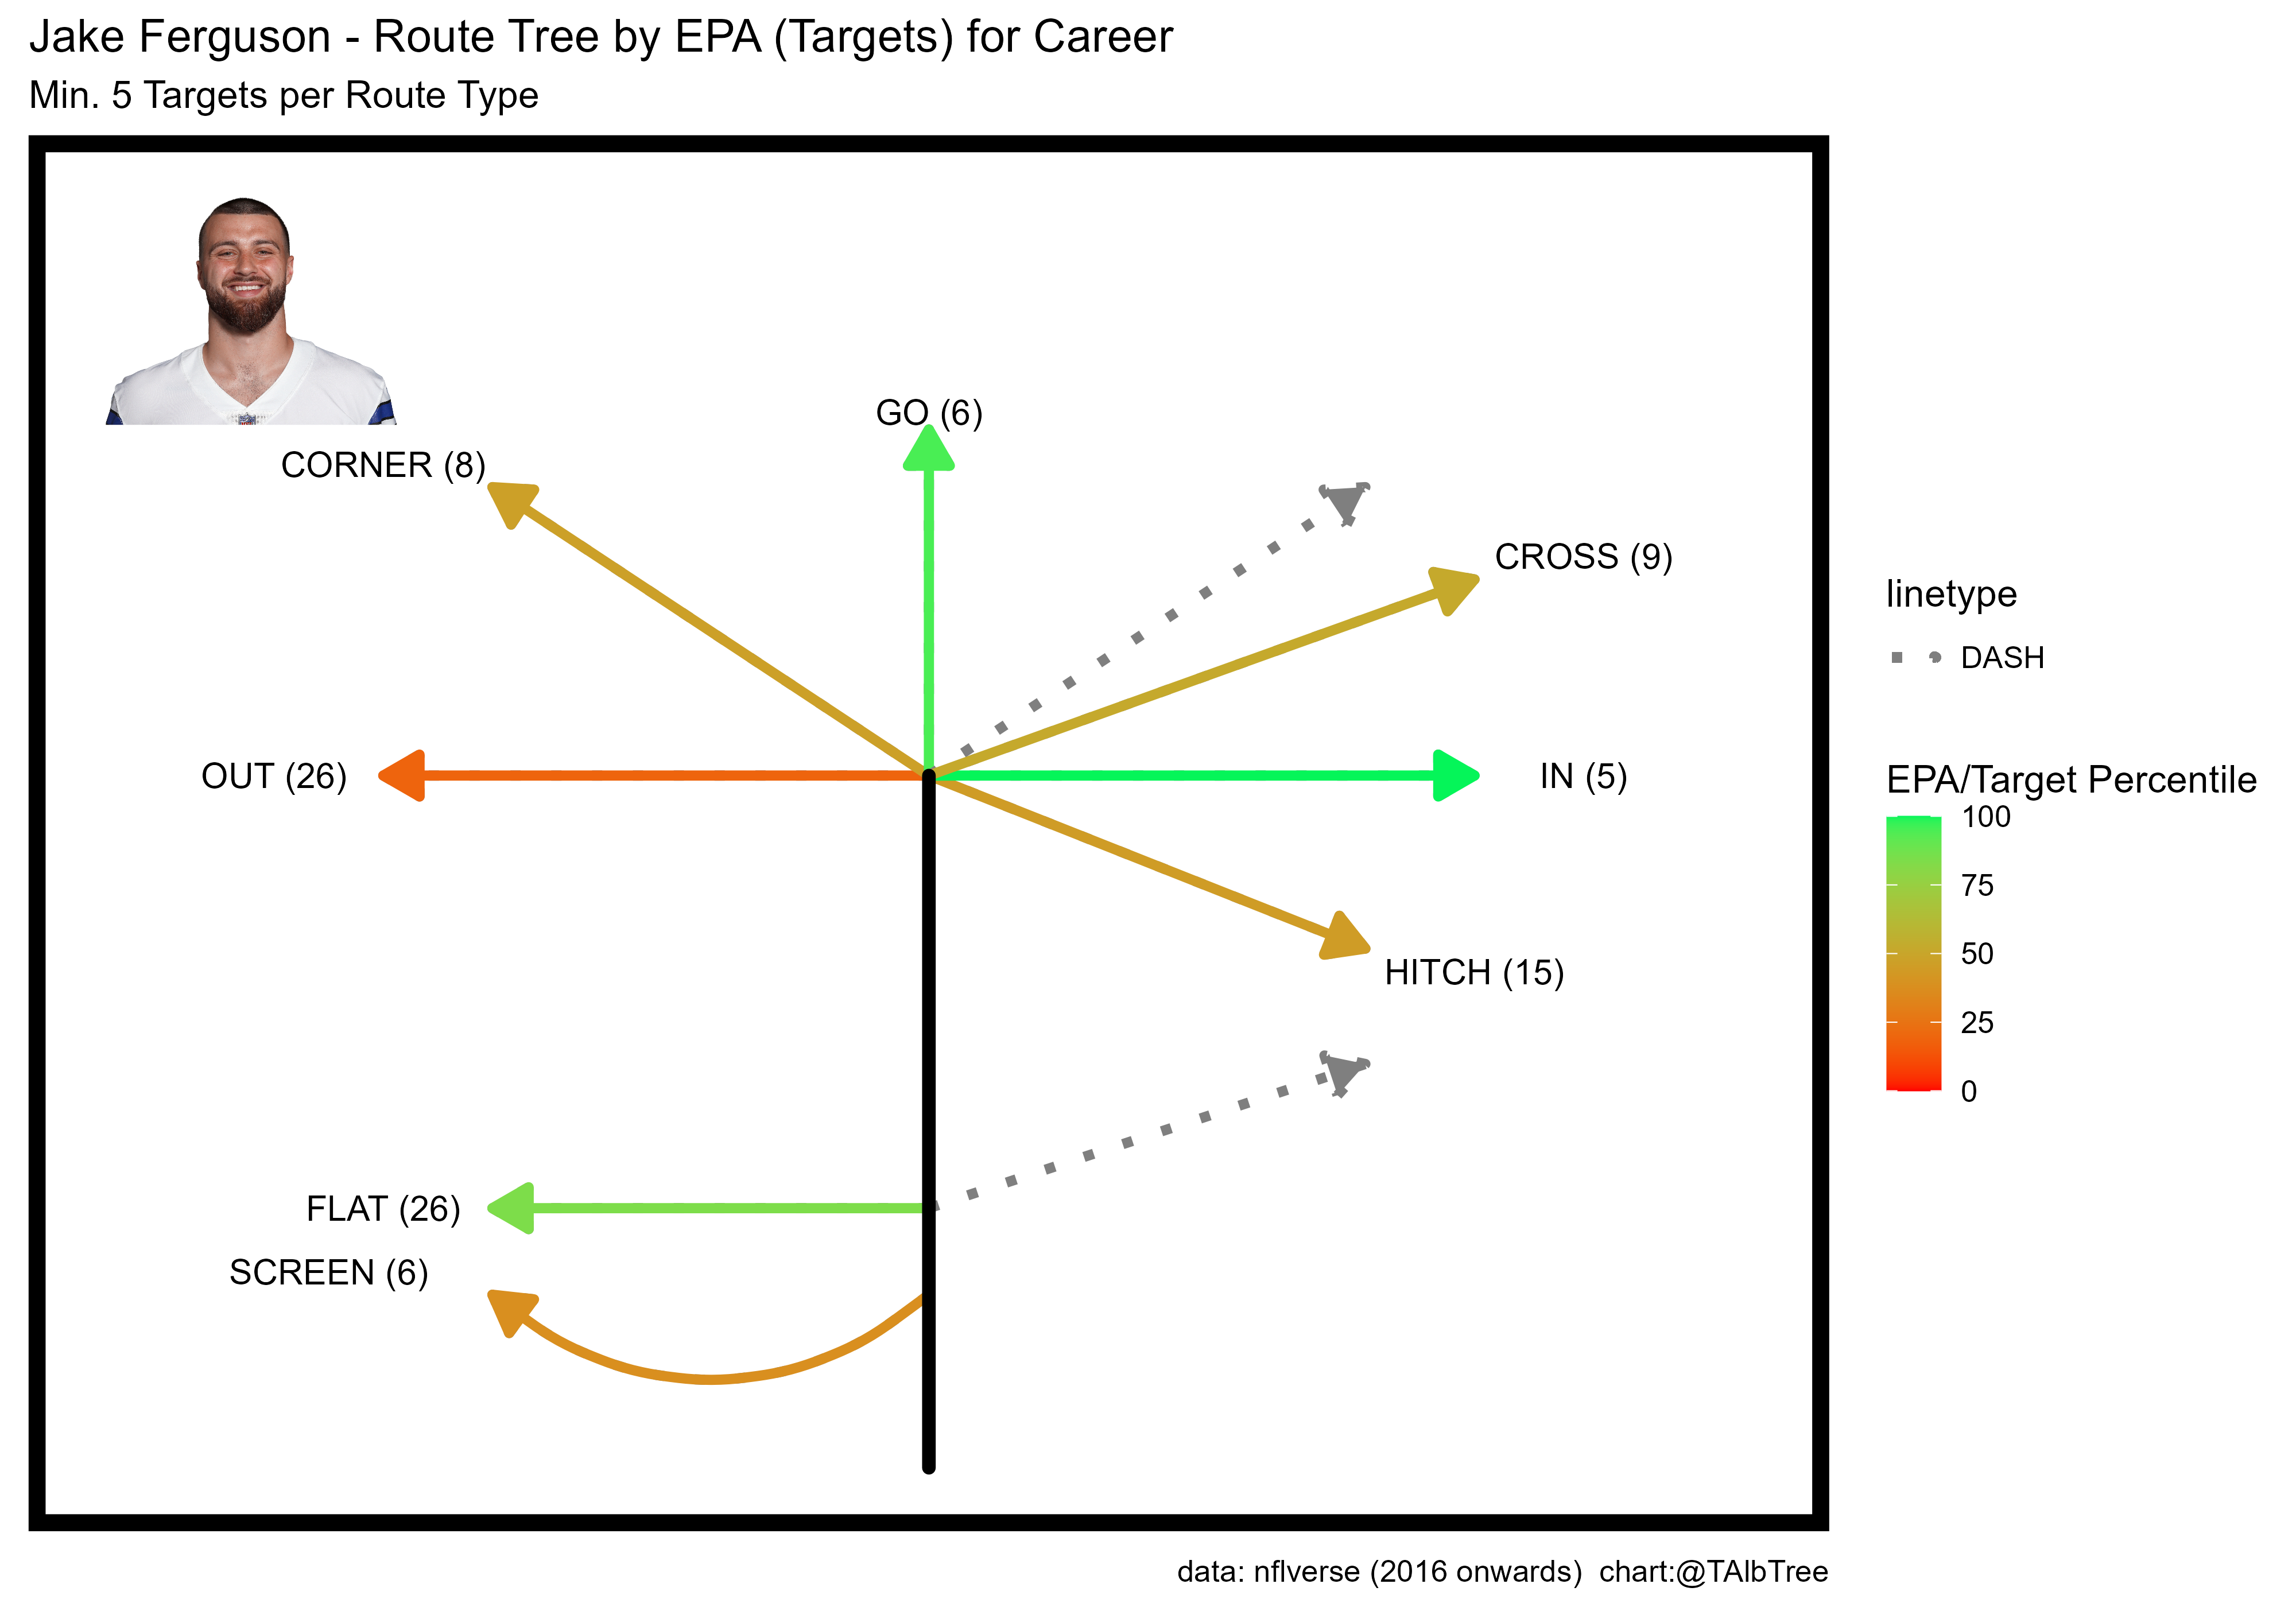 Jake Ferguson - Route Tree by EPA (Targets) for Career
Min. 5 Targets per Route Type
GO (6)
CORNER (8)
CROSS (9)
OUT (26)
IN (5)
HITCH (15)
FLAT (26)
SCREEN (6)
linetype
DASH
EPA/Target Percentile
100
75
50
25
0
data: nflverse (2016 onwards)  chart:@TAlbTree